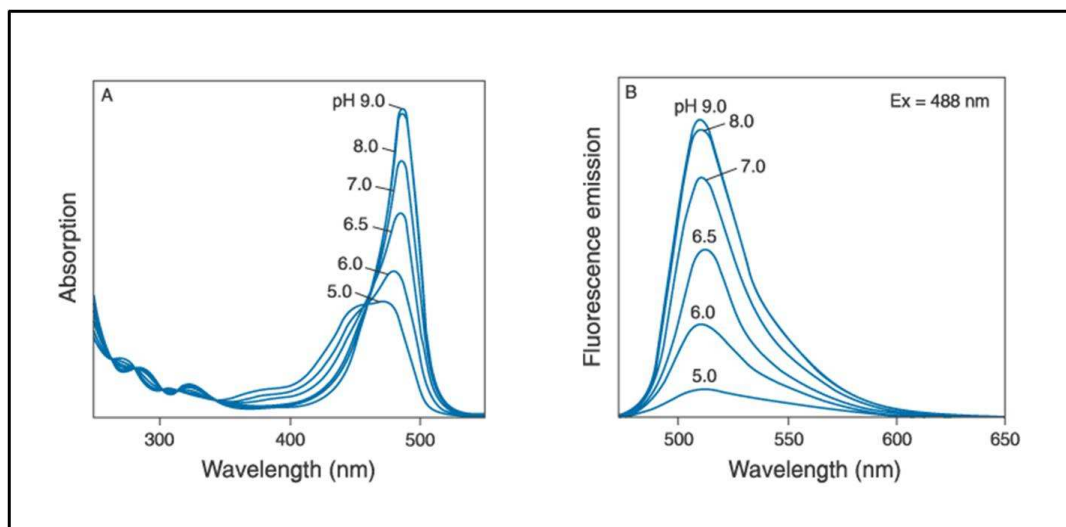 A
pH 9.0
8.0
7.0
6.5
6.0
5.0
Absorption
300 400 500
Wavelength (nm)
B
Ex = 488 nm
pH 9.0
8.0
7.0
6.5
6.0
5.0
Fluorescence emission
500 550 600 650
Wavelength (nm)